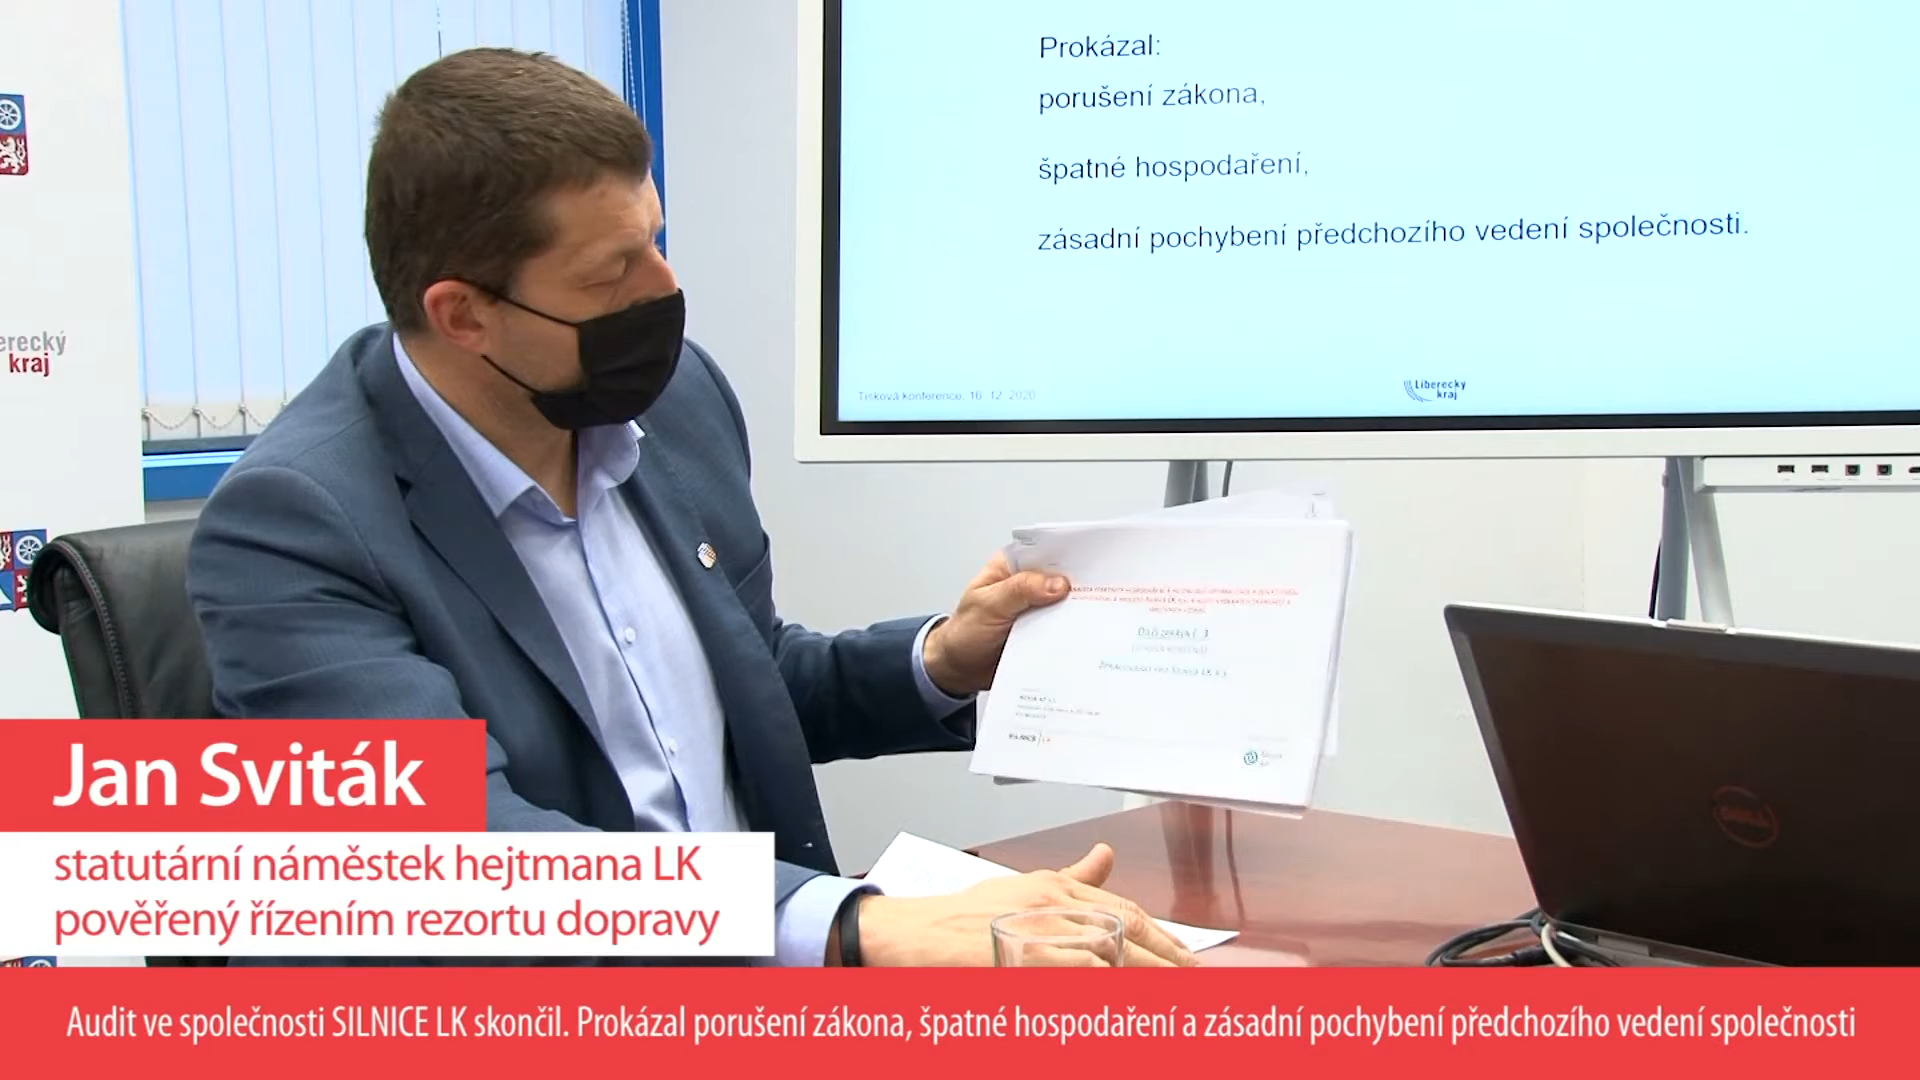 Prokázal:
porušení zákona,
špatné hospodaření,
zásadní pochybení předchozího vedení společnosti.
Tisková konference, 16. 12. 2020
Liberecký
kraj
erecký
kraj
DELL
Jan Sviták
statutární náměstek hejtmana LK
pověřený řízením rezortu dopravy
Audit ve společnosti SILNICE LK skončil. Prokázal porušení zákona, špatné hospodaření a zásadní pochybení předchozího vedení společnosti